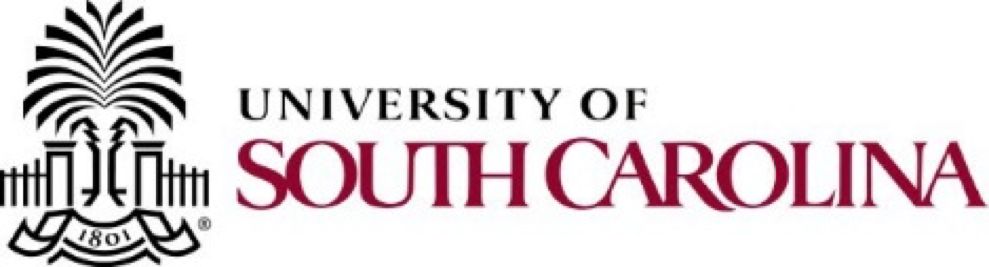 UNIVERSITY OF
SOUTH CAROLINA
1801
®